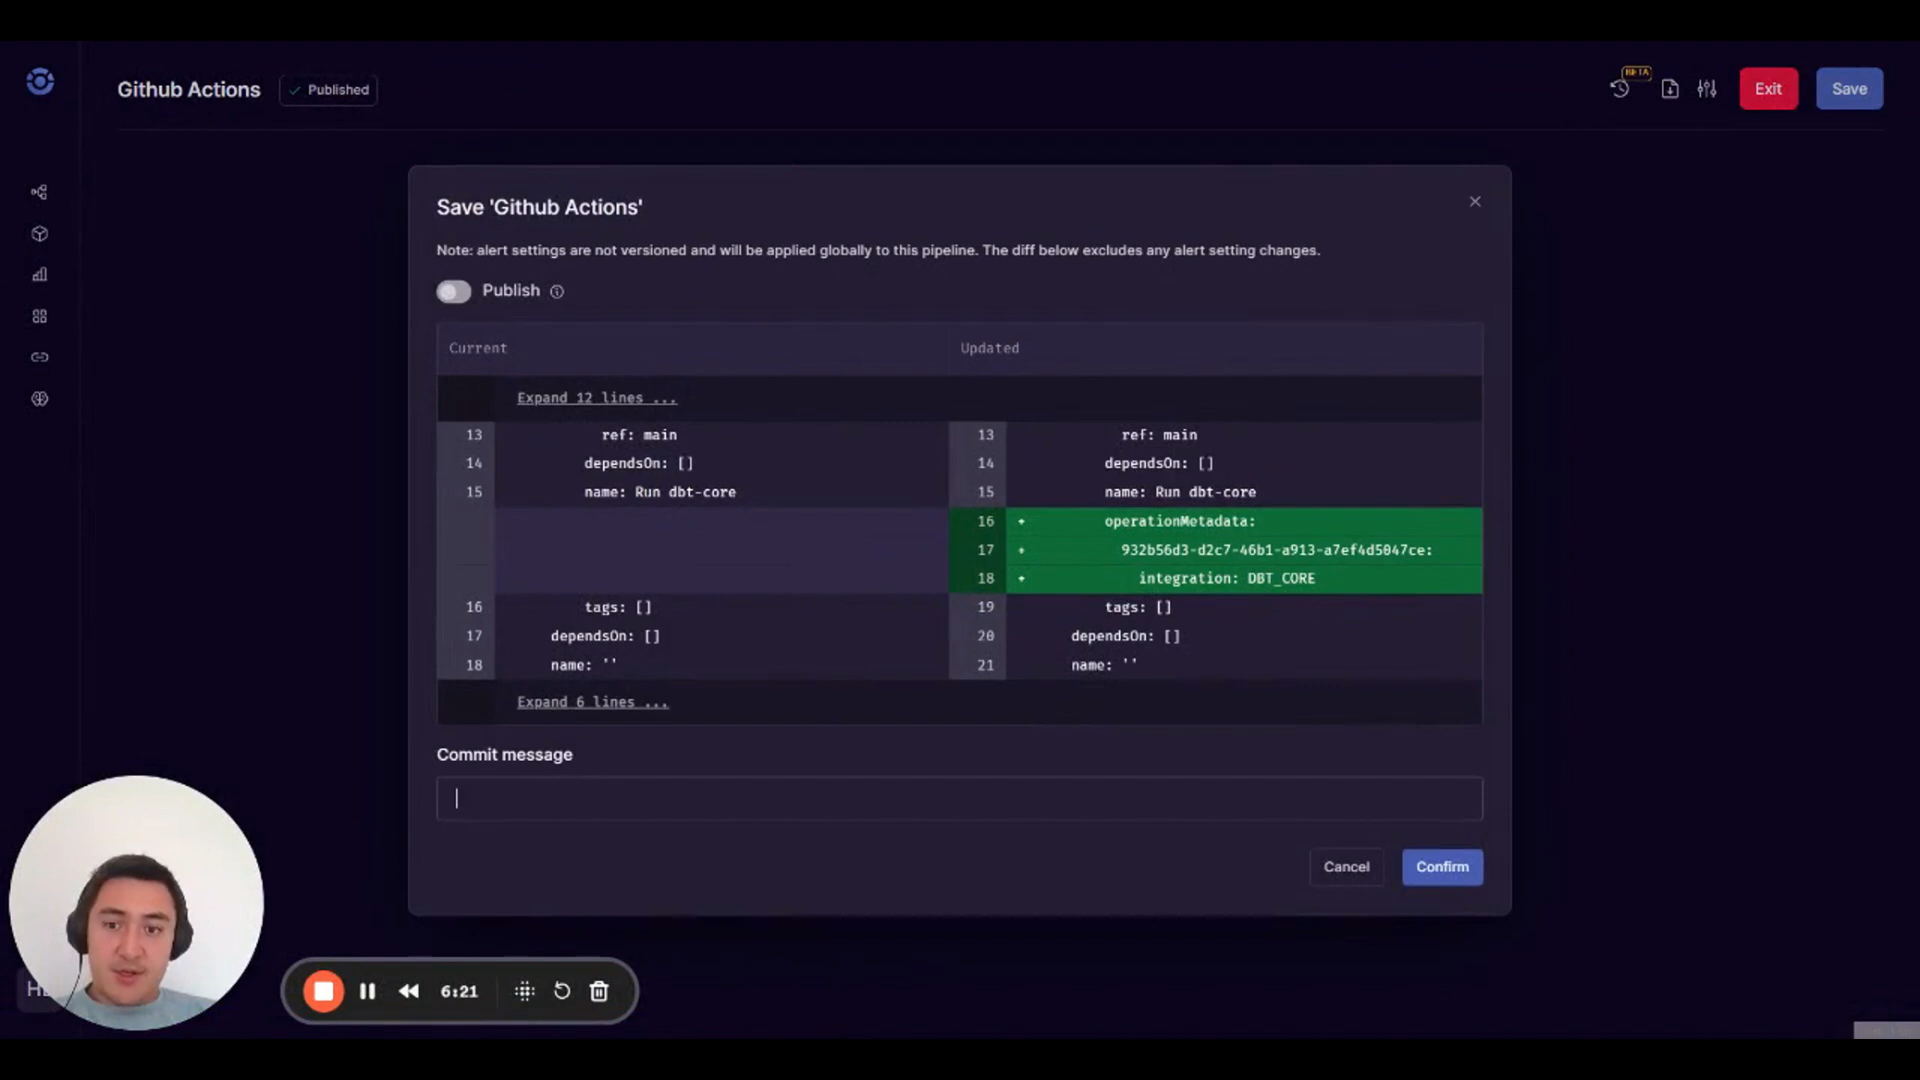 Github Actions
Published
BETA
Exit
Save
Save 'Github Actions'
Note: alert settings are not versioned and will be applied globally to this pipeline. The diff below excludes any alert setting changes.
Publish
Current
Updated
Expand 12 lines ...
13 ref: main
13 ref: main
14 dependsOn: []
14 dependsOn: []
15 name: Run dbt-core
15 name: Run dbt-core
16 + operationMetadata:
17 + 932b56d3-d2c7-46b1-a913-a7ef4d5047ce:
18 + integration: DBT_CORE
16 tags: []
19 tags: []
17 dependsOn: []
20 dependsOn: []
18 name: ''
21 name: ''
Expand 6 lines ...
Commit message
Cancel
Confirm
6:21